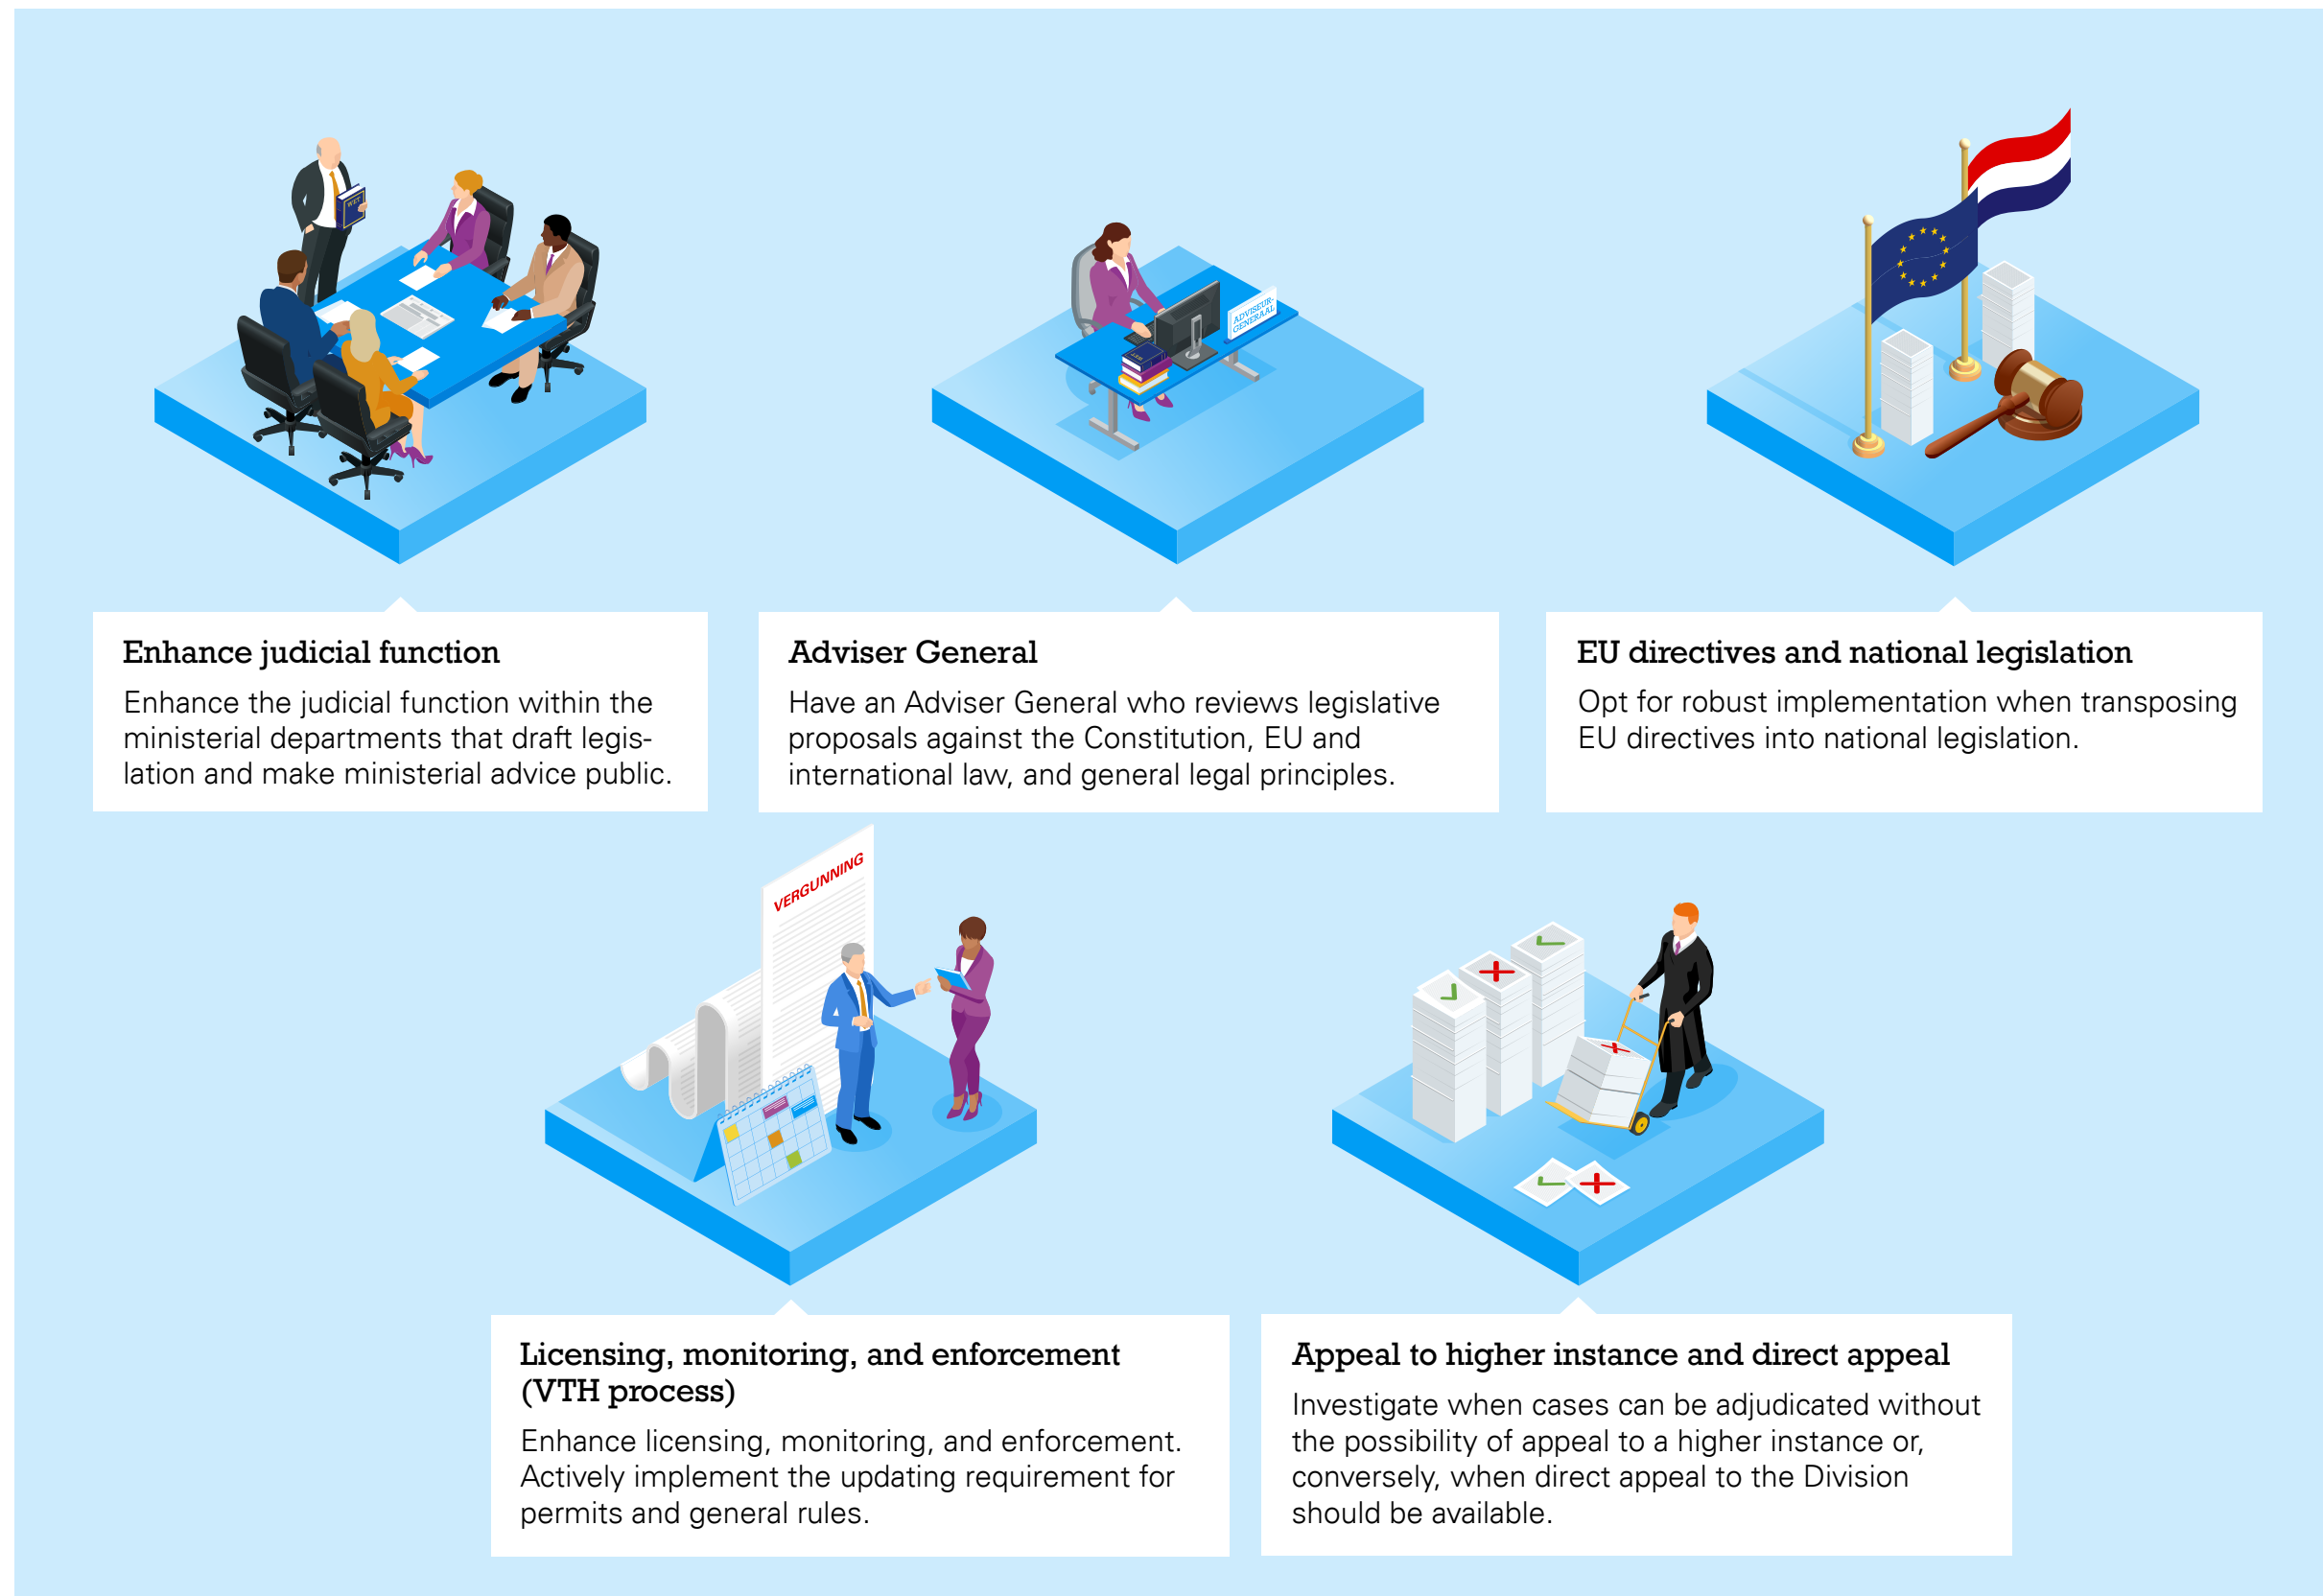 WET
ADVISEUR-
GENERAAL
WET
Enhance judicial function
Enhance the judicial function within the
ministerial departments that draft legis-
lation and make ministerial advice public.
Adviser General
Have an Adviser General who reviews legislative
proposals against the Constitution, EU and
international law, and general legal principles.
EU directives and national legislation
Opt for robust implementation when transposing
EU directives into national legislation.
VERGUNNING
Licensing, monitoring, and enforcement
(VTH process)
Enhance licensing, monitoring, and enforcement.
Actively implement the updating requirement for
permits and general rules.
Appeal to higher instance and direct appeal
Investigate when cases can be adjudicated without
the possibility of appeal to a higher instance or,
conversely, when direct appeal to the Division
should be available.